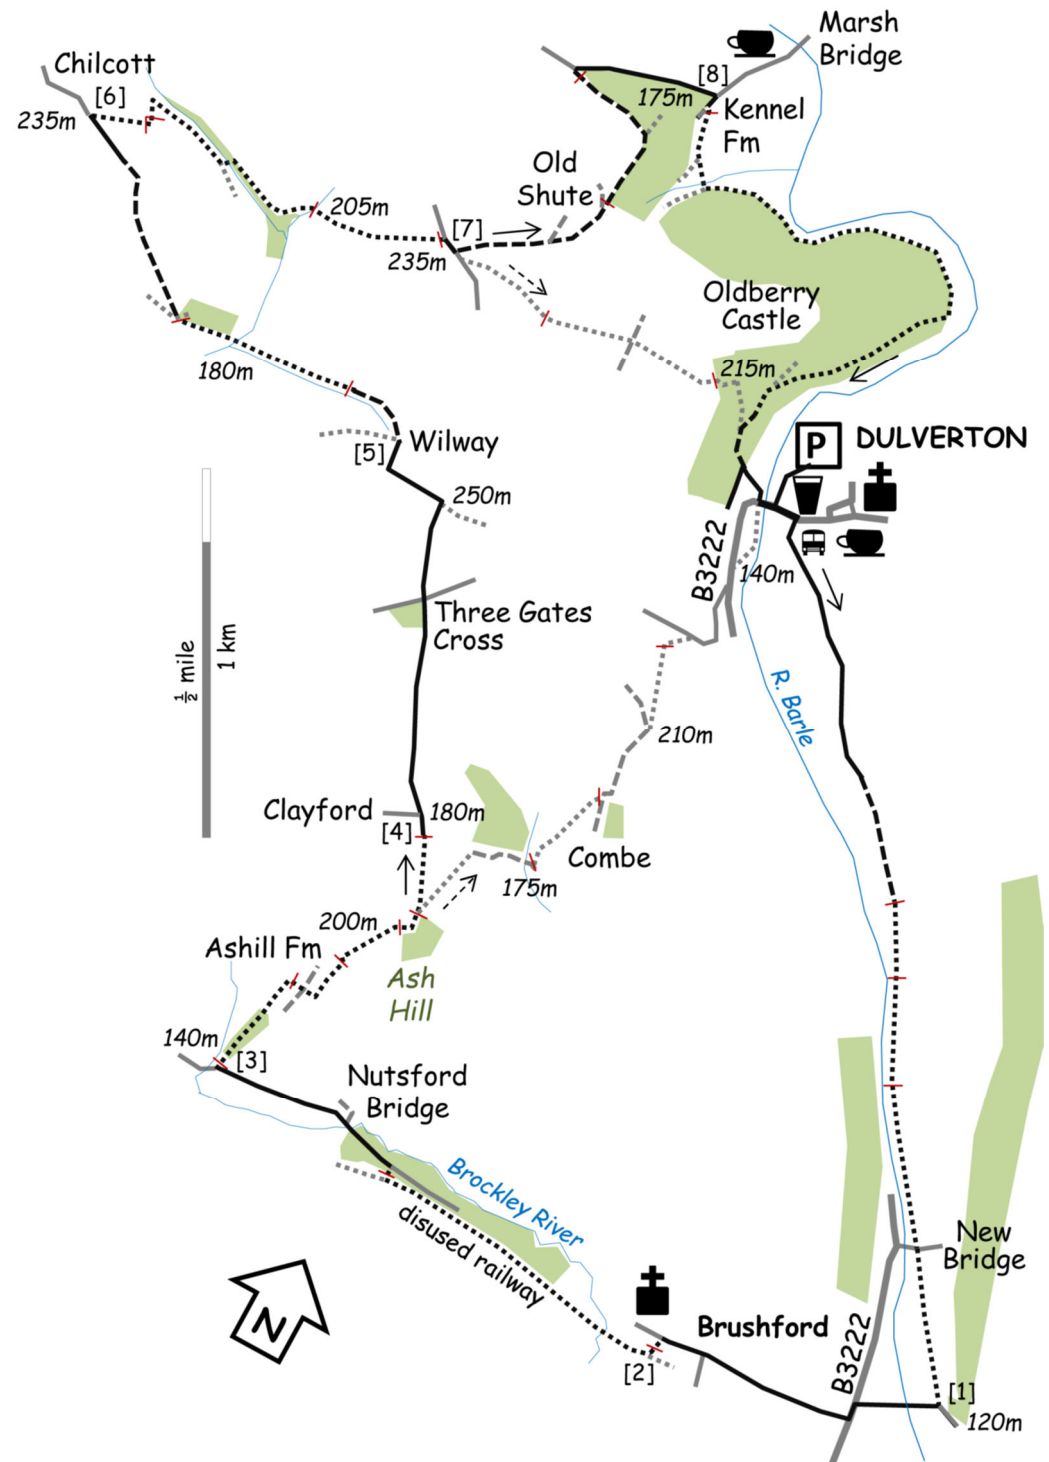 Marsh
Bridge
Chilcott
[6]
235m
[8]
175m
Kennel
Fm
Old
Shute
205m
[7]
235m
Oldberry
Castle
215m
180m
P
DULVERTON
Wilway
[5]
250m
B3222
140m
Three Gates
Cross
½ mile
1 km
R. Barle
210m
Clayford
180m
[4]
Combe
175m
200m
Ashill Fm
Ash
Hill
140m
[3]
Nutsford
Bridge
Brockley River
disused railway
New
Bridge
N
Brushford
B3222
[2]
[1]
120m